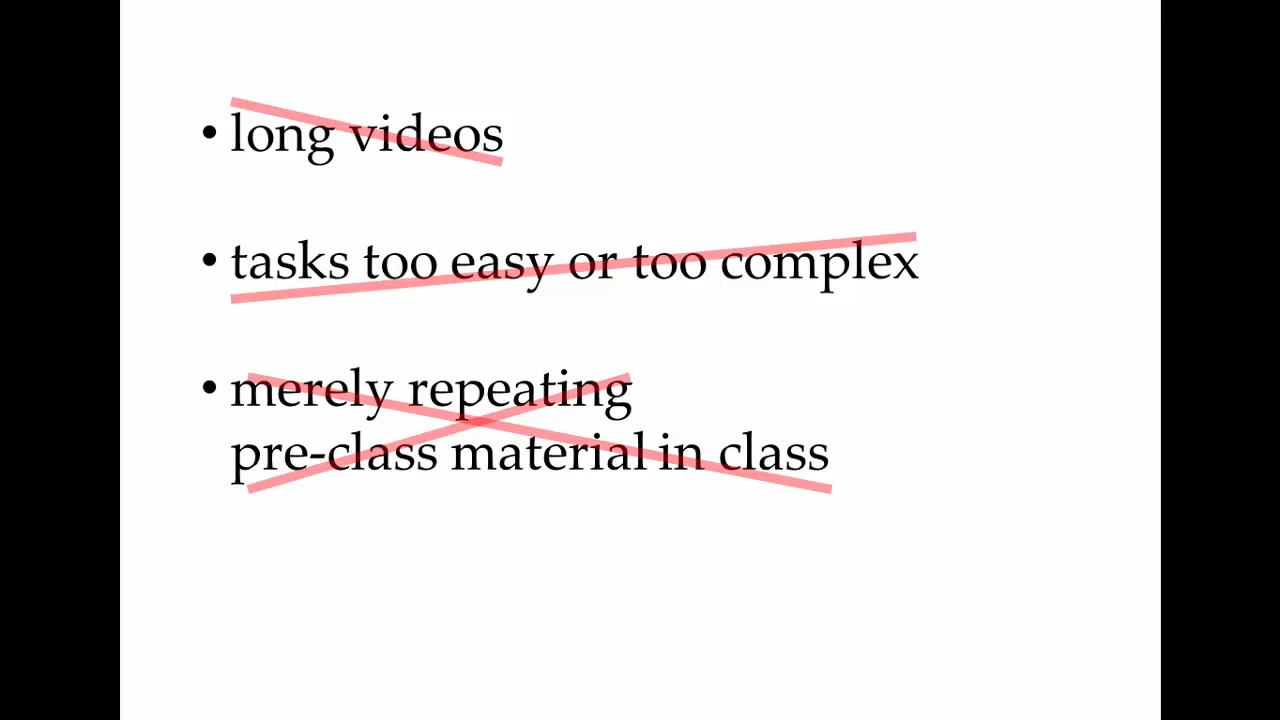 • long videos
• tasks too easy or too complex
• merely repeating
pre-class material in class